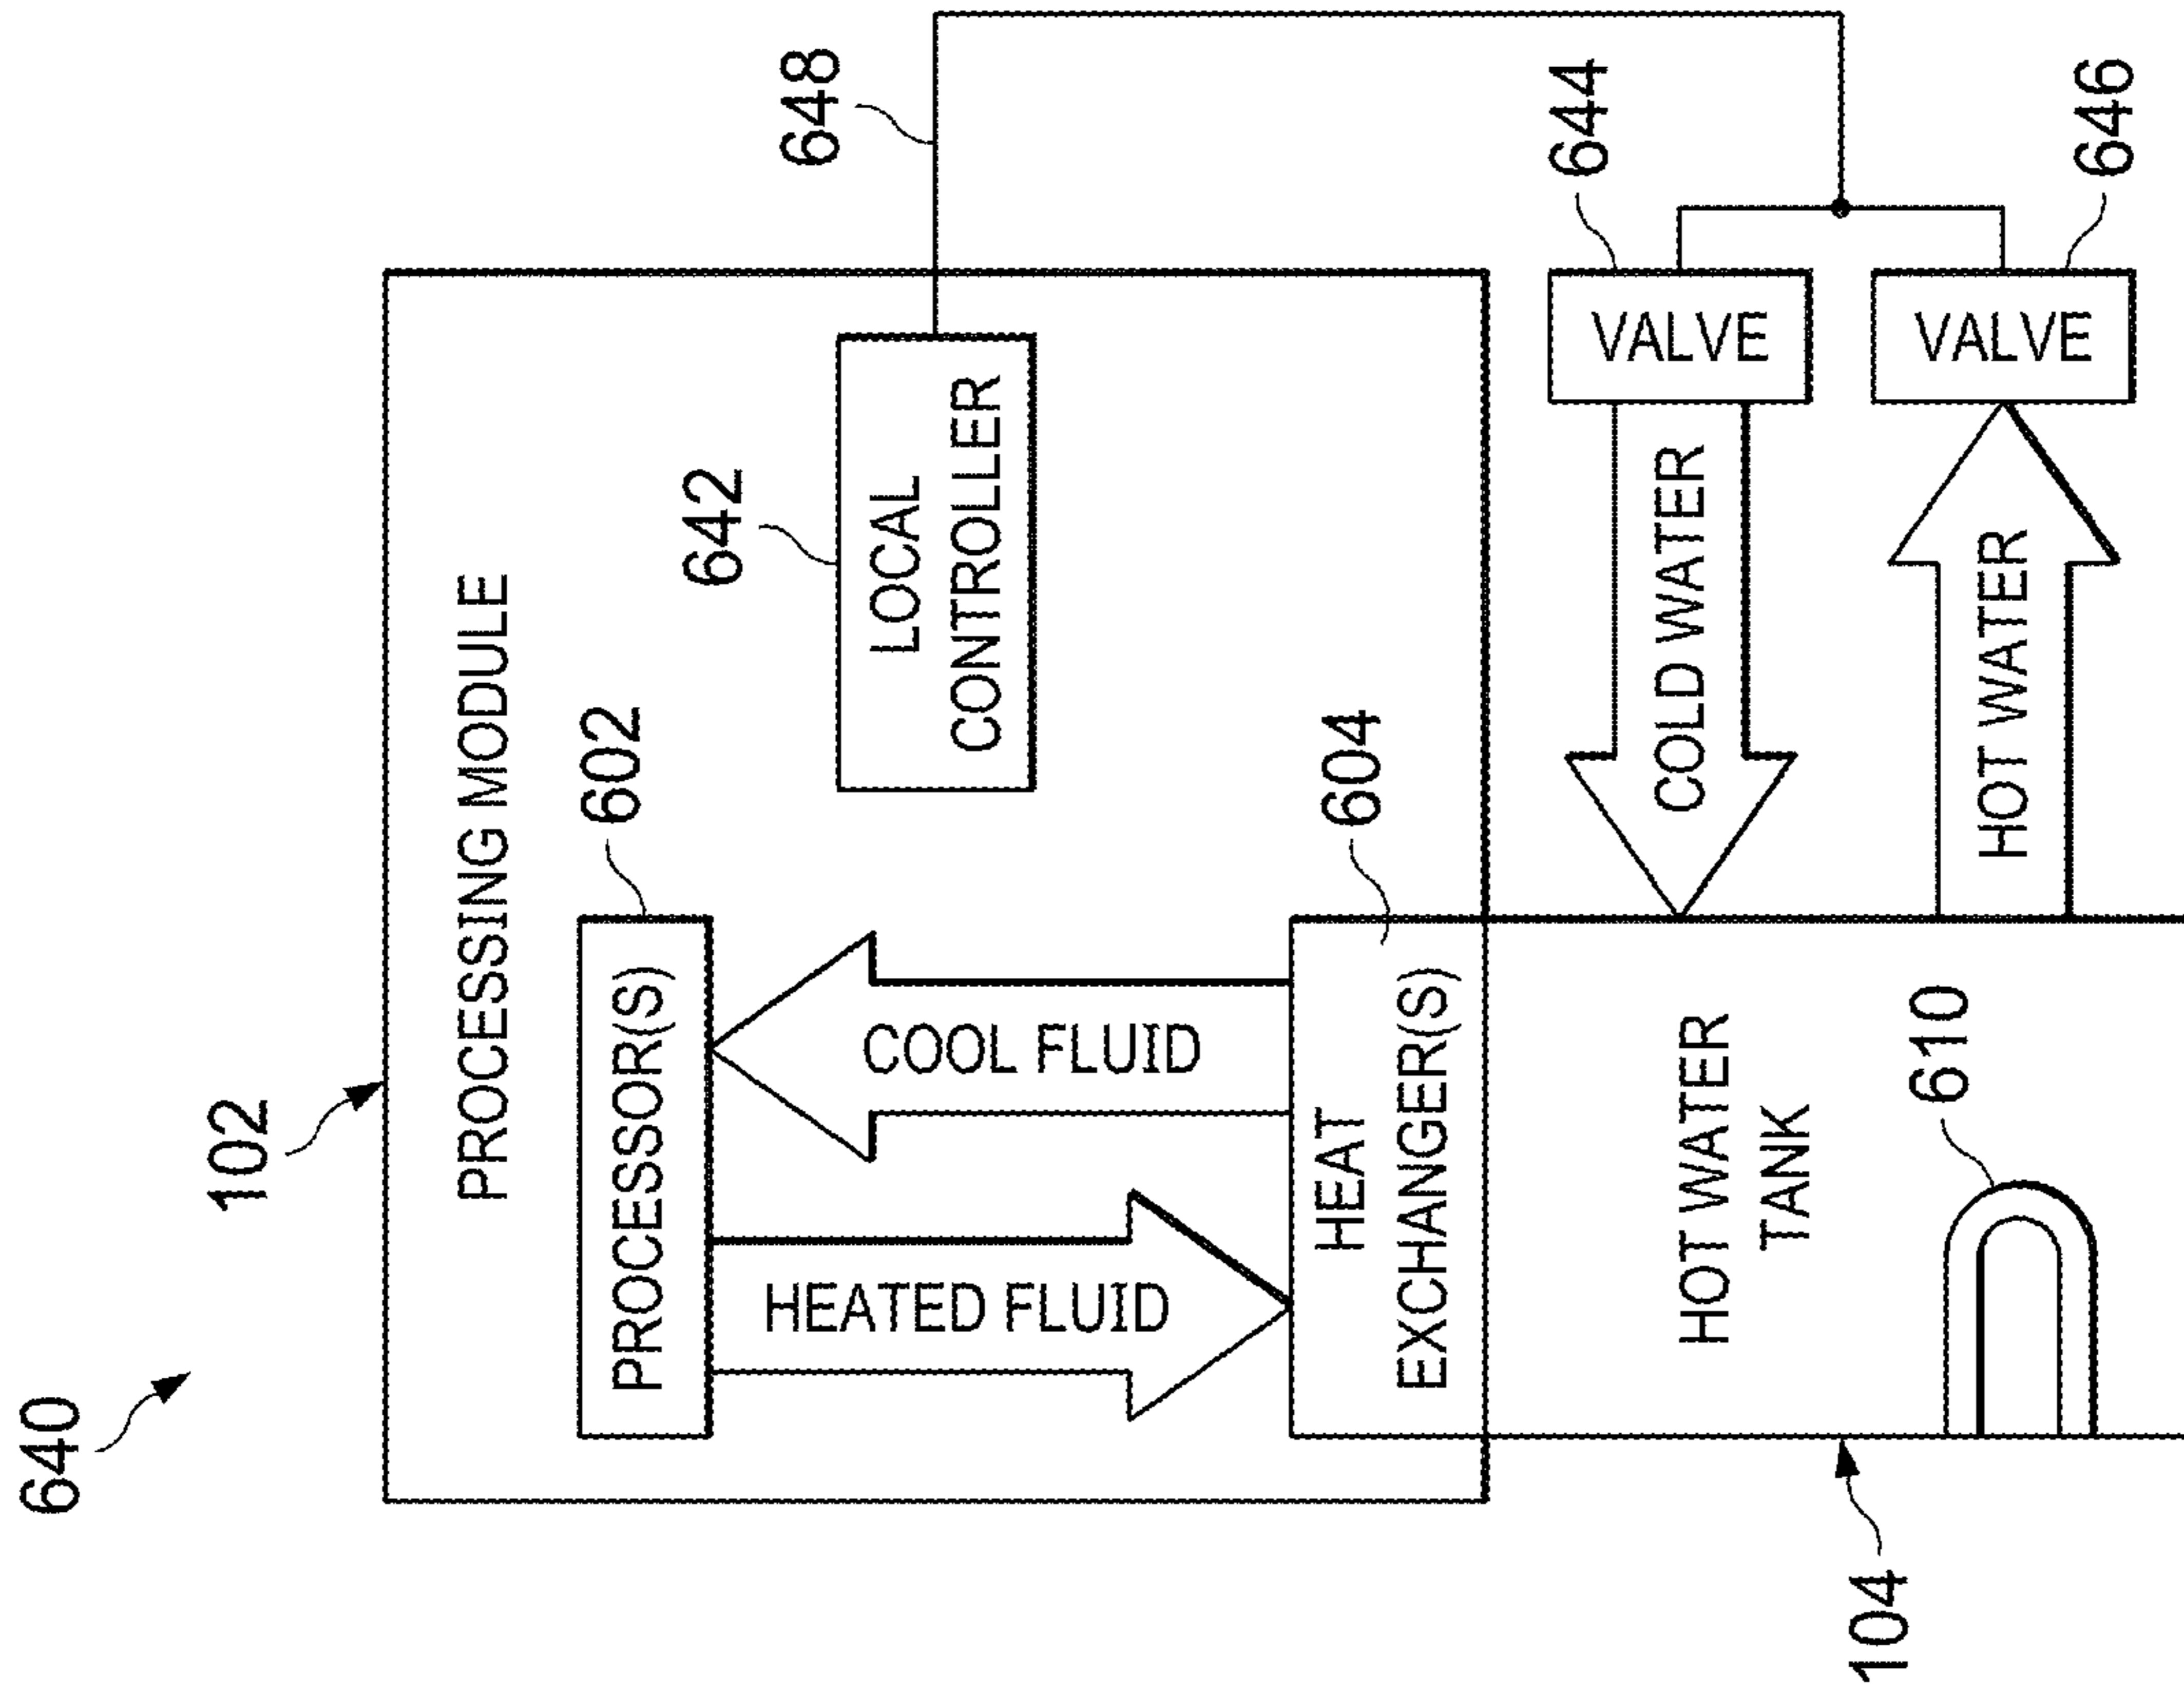 640
102
PROCESSING MODULE
602
PROCESSOR(S)
642
LOCAL
CONTROLLER
648
HEATED FLUID
COOL FLUID
604
HEAT
EXCHANGER(S)
104
HOT WATER
TANK
610
COLD WATER
HOT WATER
644
VALVE
646
VALVE